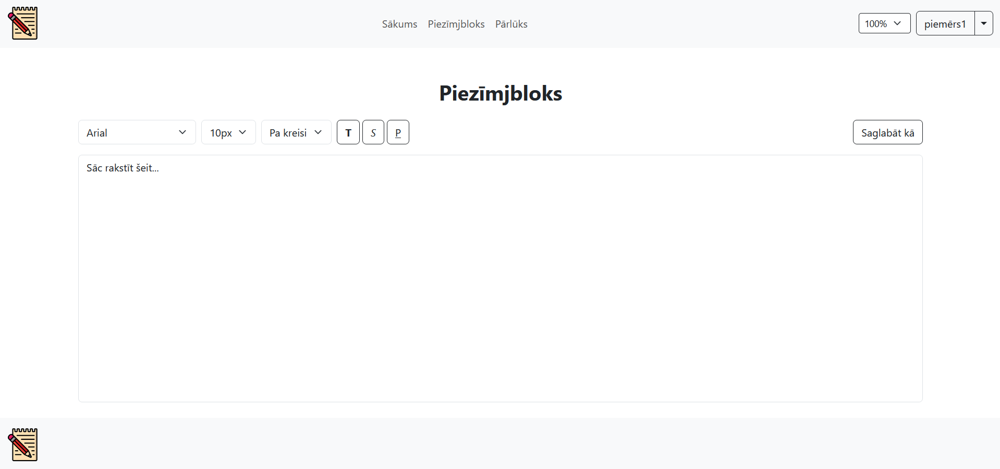 Sākums Piezīmjbloks Pārlūks 100% piemērs1
Piezīmjbloks
Arial 10px Pa kreisi T S P Saglabāt kā
Sāc rakstīt šeit...